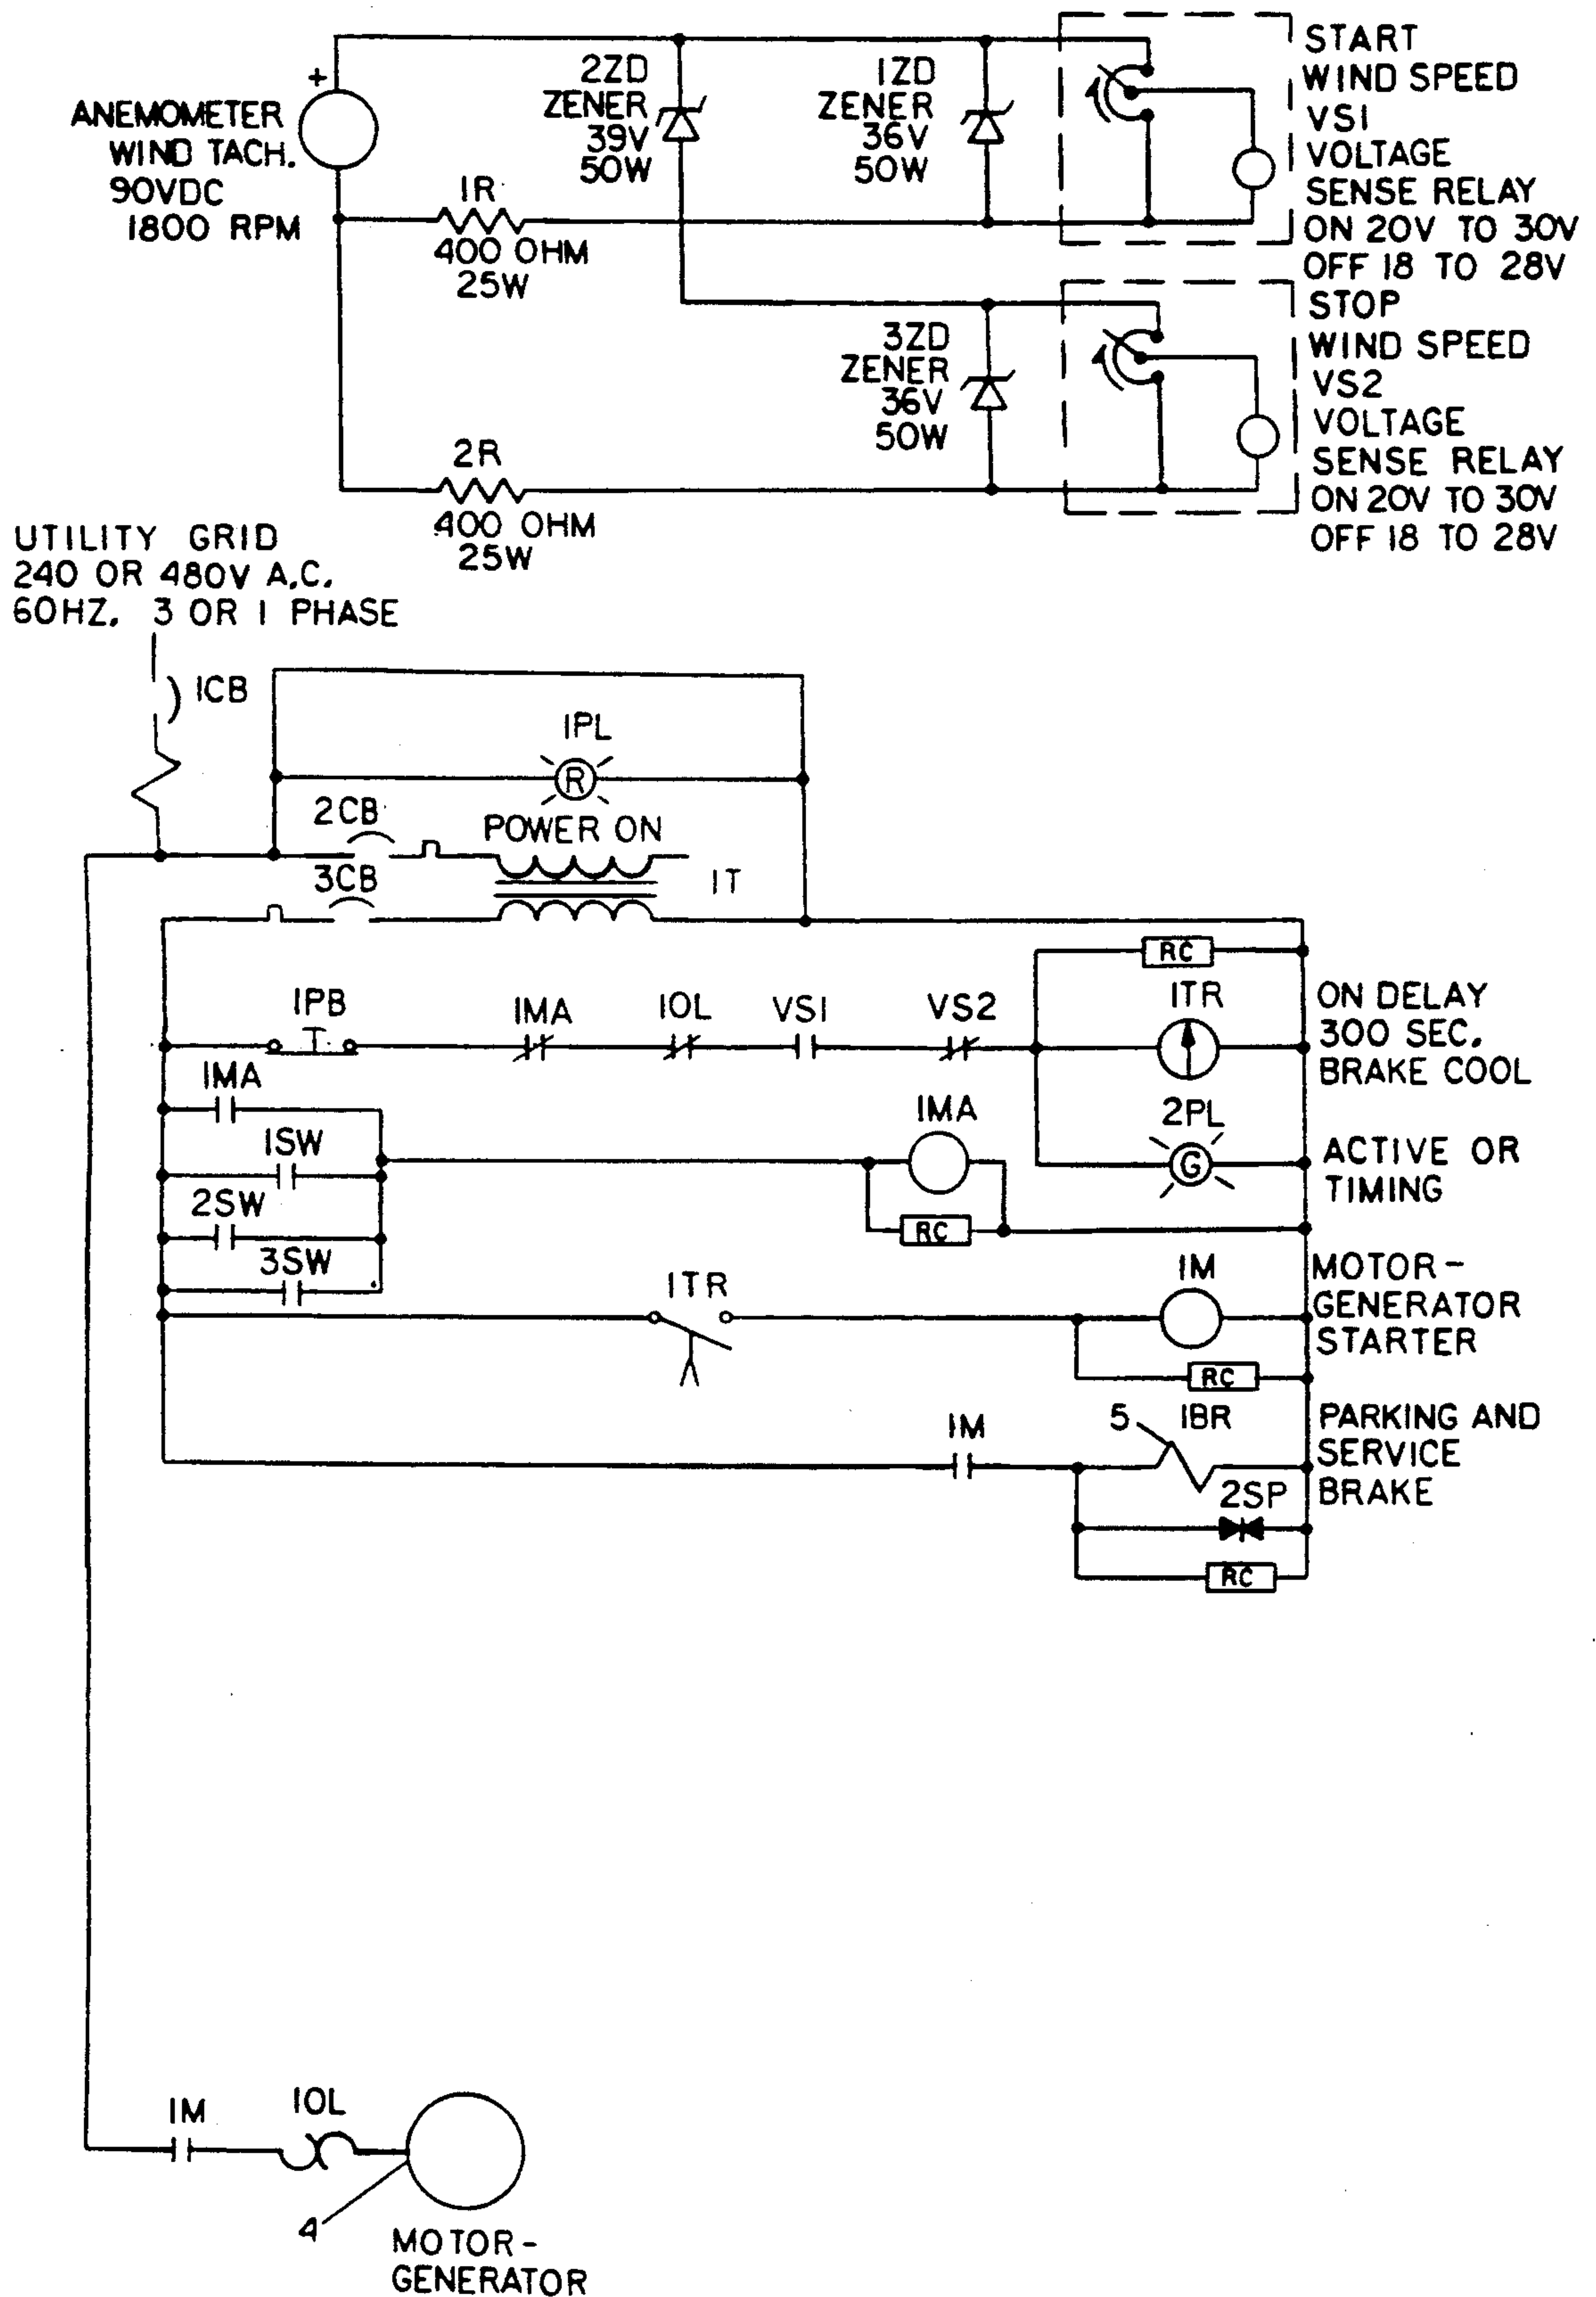 START
WIND SPEED
VS1
VOLTAGE
SENSE RELAY
ON 20V TO 30V
OFF 18 TO 28V
2ZD
ZENER
39V
50W
1ZD
ZENER
36V
50W
+
ANEMOMETER
WIND TACH.
90VDC
1800 RPM
1R
400 OHM
25W
STOP
WIND SPEED
VS2
VOLTAGE
SENSE RELAY
ON 20V TO 30V
OFF 18 TO 28V
3ZD
ZENER
36V
50W
2R
400 OHM
25W
UTILITY GRID
240 OR 480V A.C.
60HZ. 3 OR 1 PHASE
1CB
1PL
R
2CB
POWER ON
3CB
1T
RC
1PB
1MA
1OL
VS1
VS2
1TR
ON DELAY
300 SEC.
BRAKE COOL
1MA
1SW
2SW
3SW
1MA
RC
2PL
G
ACTIVE OR
TIMING
1TR
1M
MOTOR-
GENERATOR
STARTER
RC
1M
5
1BR
PARKING AND
SERVICE
BRAKE
2SP
RC
1M
1OL
4
MOTOR-
GENERATOR